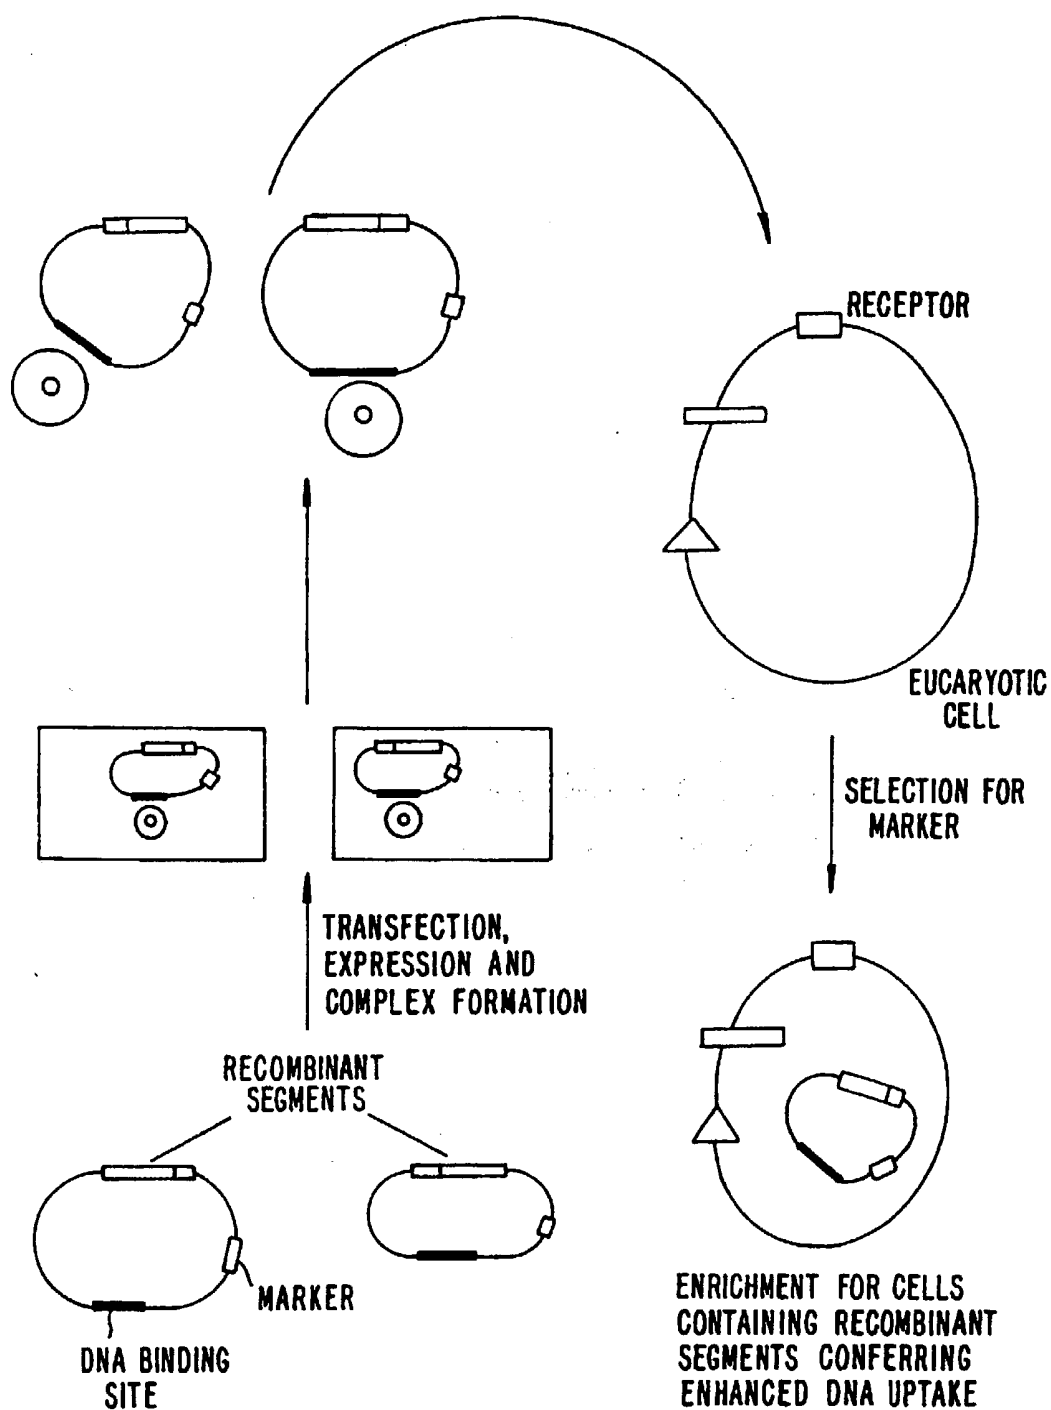 RECEPTOR
EUCARYOTIC
CELL
SELECTION FOR
MARKER
TRANSFECTION,
EXPRESSION AND
COMPLEX FORMATION
RECOMBINANT
SEGMENTS
MARKER
DNA BINDING
SITE
ENRICHMENT FOR CELLS
CONTAINING RECOMBINANT
SEGMENTS CONFERRING
ENHANCED DNA UPTAKE